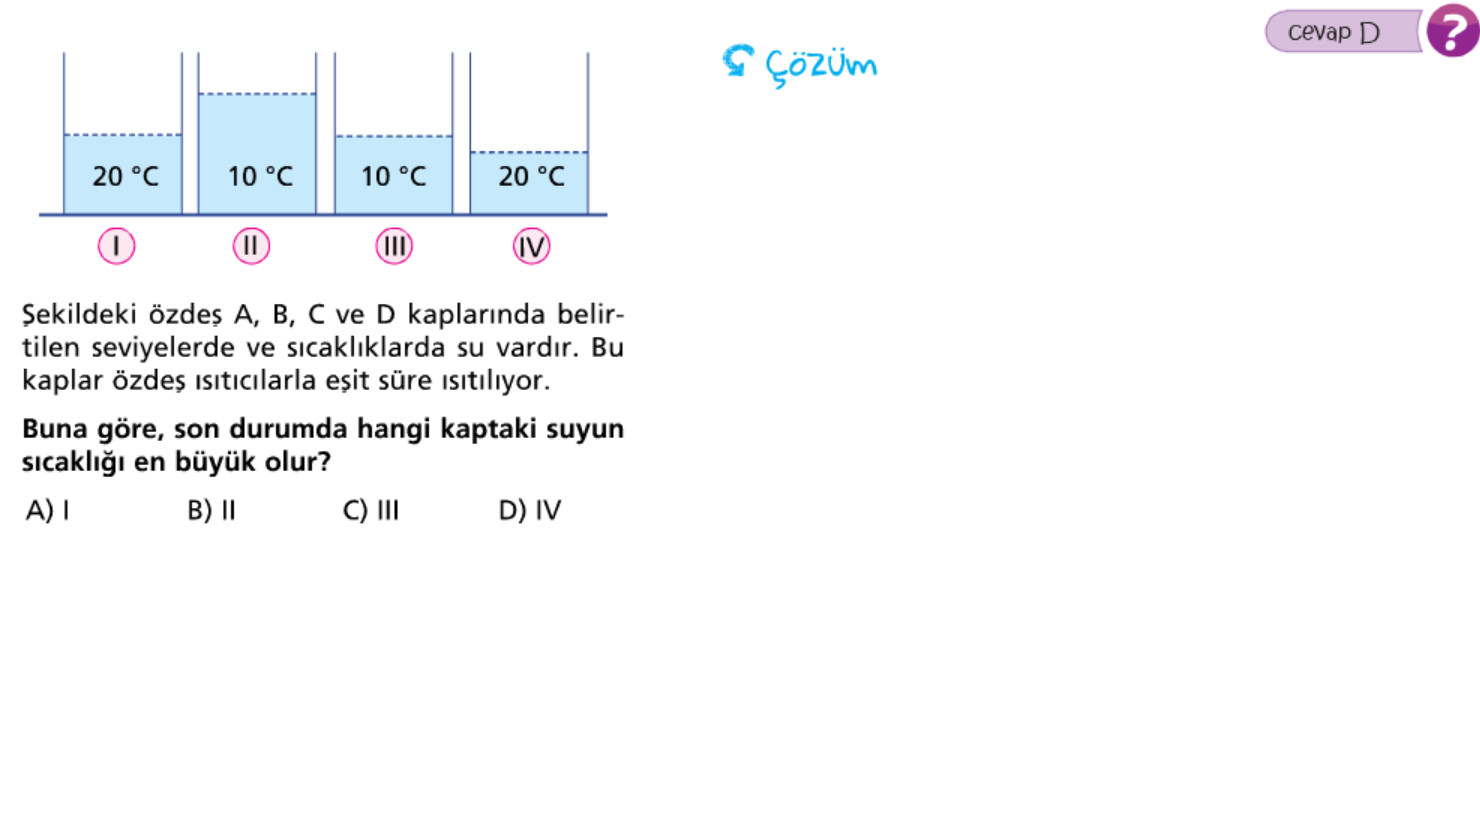 20 °C 10 °C 10 °C 20 °C
I II III IV
Şekildeki özdeş A, B, C ve D kaplarında belir-
tilen seviyelerde ve sıcaklıklarda su vardır. Bu
kaplar özdeş ısıtıcılarla eşit süre ısıtılıyor.
Buna göre, son durumda hangi kaptaki suyun
sıcaklığı en büyük olur?
A) I B) II C) III D) IV
Çözüm
cevap D ?